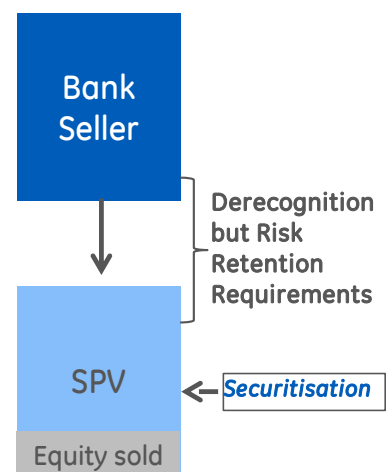 Bank
Seller
Derecognition
but Risk
Retention
Requirements
SPV
Securitisation
Equity sold